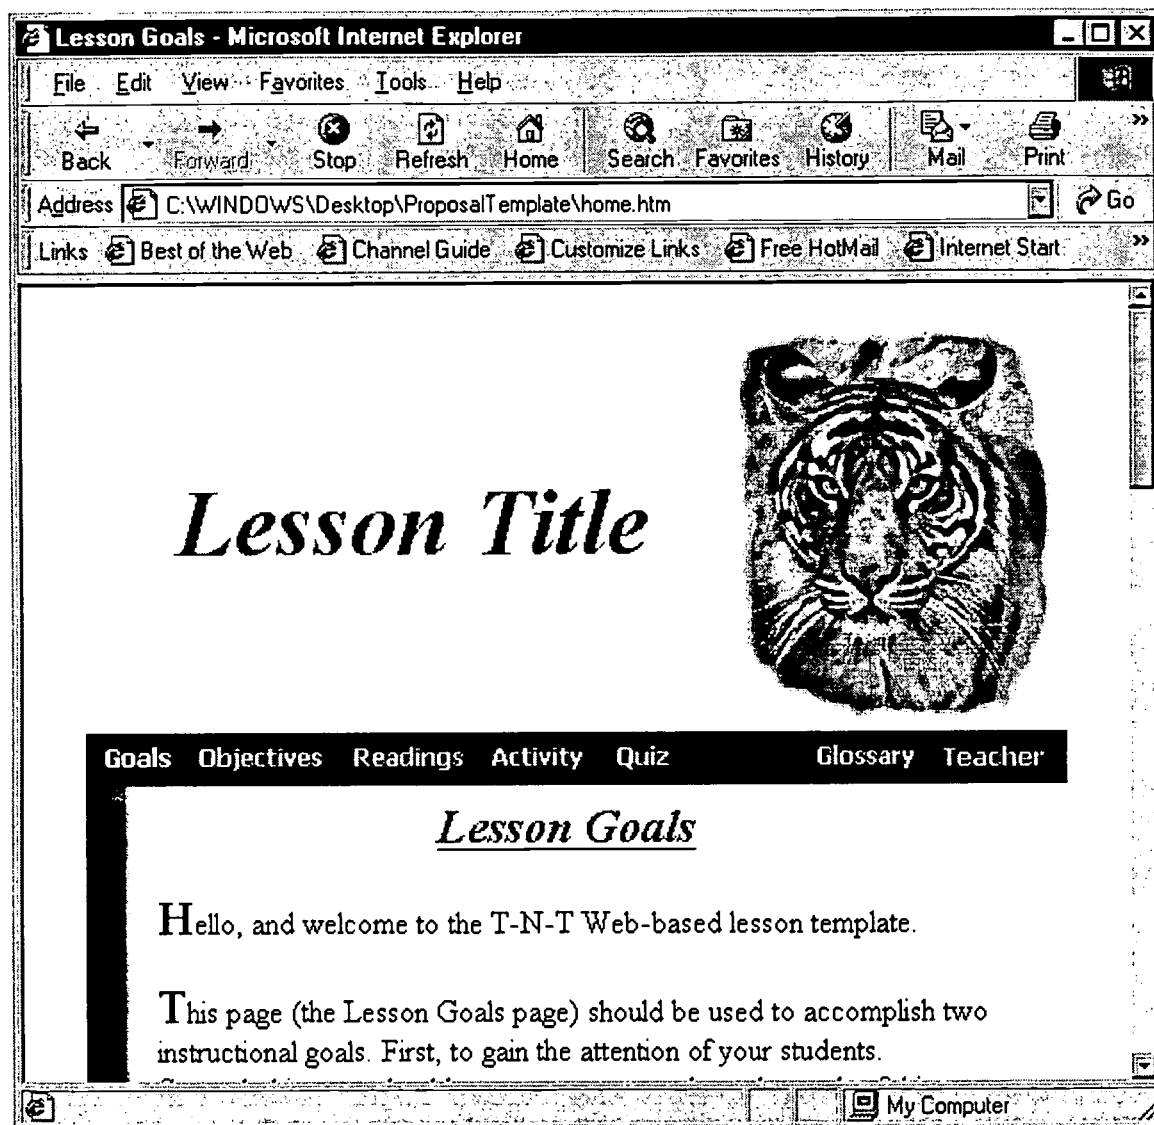 Lesson Goals - Microsoft Internet Explorer
File Edit View Favorites Tools Help
Back Forward Stop Refresh Home Search Favorites History Mail Print »
Address C:\WINDOWS\Desktop\ProposalTemplate\home.htm Go
Links Best of the Web Channel Guide Customize Links Free HotMail Internet Start »
Lesson Title
Goals Objectives Readings Activity Quiz Glossary Teacher
Lesson Goals
Hello, and welcome to the T-N-T Web-based lesson template.
This page (the Lesson Goals page) should be used to accomplish two
instructional goals. First, to gain the attention of your students.
My Computer